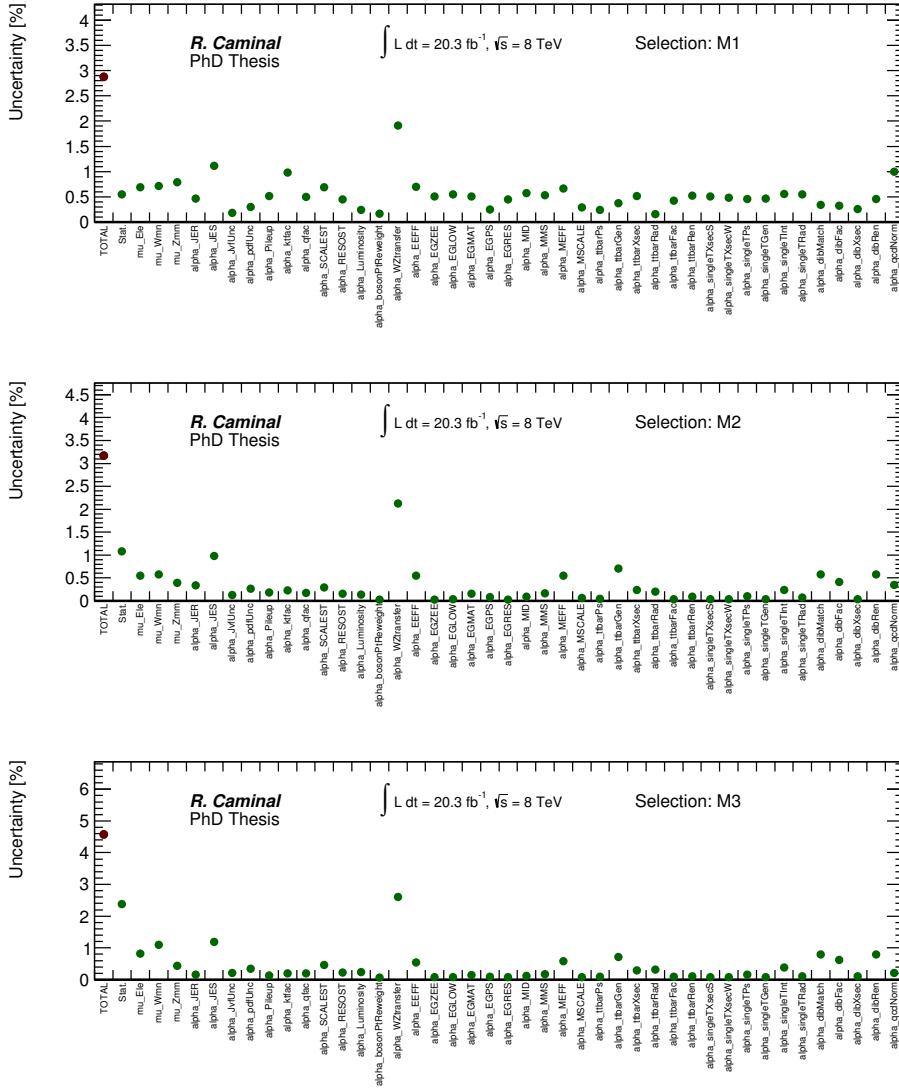 Uncertainty [%]
4
3.5
3
2.5
2
1.5
1
0.5
0
R. Caminal
PhD Thesis
∫ L dt = 20.3 fb⁻¹, √s = 8 TeV
Selection: M1
TOTAL
Stat.
mu_Ele
mu_Wmn
mu_Zmm
alpha_JER
alpha_JES
alpha_JvfUnc
alpha_pdfUnc
alpha_Pileup
alpha_ktfac
alpha_qfac
alpha_SCALEST
alpha_RESOST
alpha_Luminosity
alpha_bosonPtReweight
alpha_WZtransfer
alpha_EEFF
alpha_EGZEE
alpha_EGLOW
alpha_EGMAT
alpha_EGPS
alpha_EGRES
alpha_MID
alpha_MMS
alpha_MEFF
alpha_MSCALE
alpha_ttbarPs
alpha_ttbarGen
alpha_ttbarXsec
alpha_ttbarRad
alpha_ttbarFac
alpha_ttbarRen
alpha_singleTXsecS
alpha_singleTXsecW
alpha_singleTPs
alpha_singleTGen
alpha_singleTInt
alpha_singleTRad
alpha_dibMatch
alpha_dibFac
alpha_dibXsec
alpha_dibRen
alpha_qcdNorm
Uncertainty [%]
4.5
4
3.5
3
2.5
2
1.5
1
0.5
0
R. Caminal
PhD Thesis
∫ L dt = 20.3 fb⁻¹, √s = 8 TeV
Selection: M2
TOTAL
Stat.
mu_Ele
mu_Wmn
mu_Zmm
alpha_JER
alpha_JES
alpha_JvfUnc
alpha_pdfUnc
alpha_Pileup
alpha_ktfac
alpha_qfac
alpha_SCALEST
alpha_RESOST
alpha_Luminosity
alpha_bosonPtReweight
alpha_WZtransfer
alpha_EEFF
alpha_EGZEE
alpha_EGLOW
alpha_EGMAT
alpha_EGPS
alpha_EGRES
alpha_MID
alpha_MMS
alpha_MEFF
alpha_MSCALE
alpha_ttbarPs
alpha_ttbarGen
alpha_ttbarXsec
alpha_ttbarRad
alpha_ttbarFac
alpha_ttbarRen
alpha_singleTXsecS
alpha_singleTXsecW
alpha_singleTPs
alpha_singleTGen
alpha_singleTInt
alpha_singleTRad
alpha_dibMatch
alpha_dibFac
alpha_dibXsec
alpha_dibRen
alpha_qcdNorm
Uncertainty [%]
6
5
4
3
2
1
0
R. Caminal
PhD Thesis
∫ L dt = 20.3 fb⁻¹, √s = 8 TeV
Selection: M3
TOTAL
Stat.
mu_Ele
mu_Wmn
mu_Zmm
alpha_JER
alpha_JES
alpha_JvfUnc
alpha_pdfUnc
alpha_Pileup
alpha_ktfac
alpha_qfac
alpha_SCALEST
alpha_RESOST
alpha_Luminosity
alpha_bosonPtReweight
alpha_WZtransfer
alpha_EEFF
alpha_EGZEE
alpha_EGLOW
alpha_EGMAT
alpha_EGPS
alpha_EGRES
alpha_MID
alpha_MMS
alpha_MEFF
alpha_MSCALE
alpha_ttbarPs
alpha_ttbarGen
alpha_ttbarXsec
alpha_ttbarRad
alpha_ttbarFac
alpha_ttbarRen
alpha_singleTXsecS
alpha_singleTXsecW
alpha_singleTPs
alpha_singleTGen
alpha_singleTInt
alpha_singleTRad
alpha_dibMatch
alpha_dibFac
alpha_dibXsec
alpha_dibRen
alpha_qcdNorm